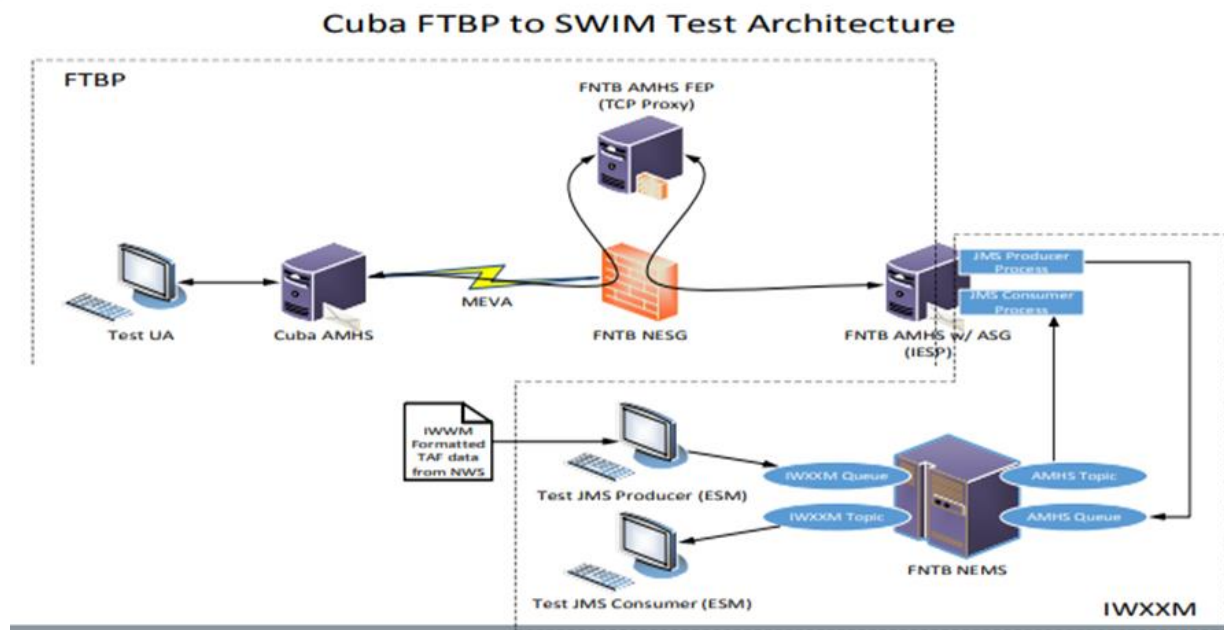 Cuba FTBP to SWIM Test Architecture
FTBP
FNTB AMHS FEP
(TCP Proxy)
JMS Producer
Process
JMS Consumer
Process
MEVA
Test UA
Cuba AMHS
FNTB NESG
FNTB AMHS w/ ASG
(IESP)
IWWM
Formatted
TAF data
from NWS
Test JMS Producer (ESM)
IWXXM Queue
AMHS Topic
IWXXM Topic
AMHS Queue
FNTB NEMS
Test JMS Consumer (ESM)
IWXXM